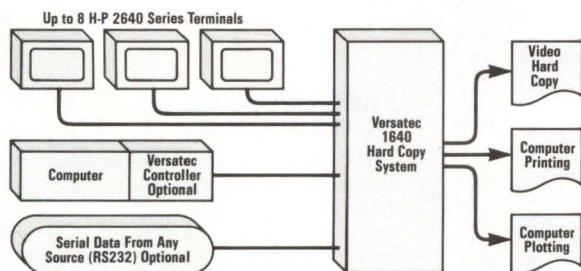 Up to 8 H-P 2640 Series Terminals
Video
Hard
Copy
Versatec
1640
Hard Copy
System
Computer
Versatec
Controller
Optional
Computer
Printing
Serial Data From Any
Source (RS232) Optional
Computer
Plotting